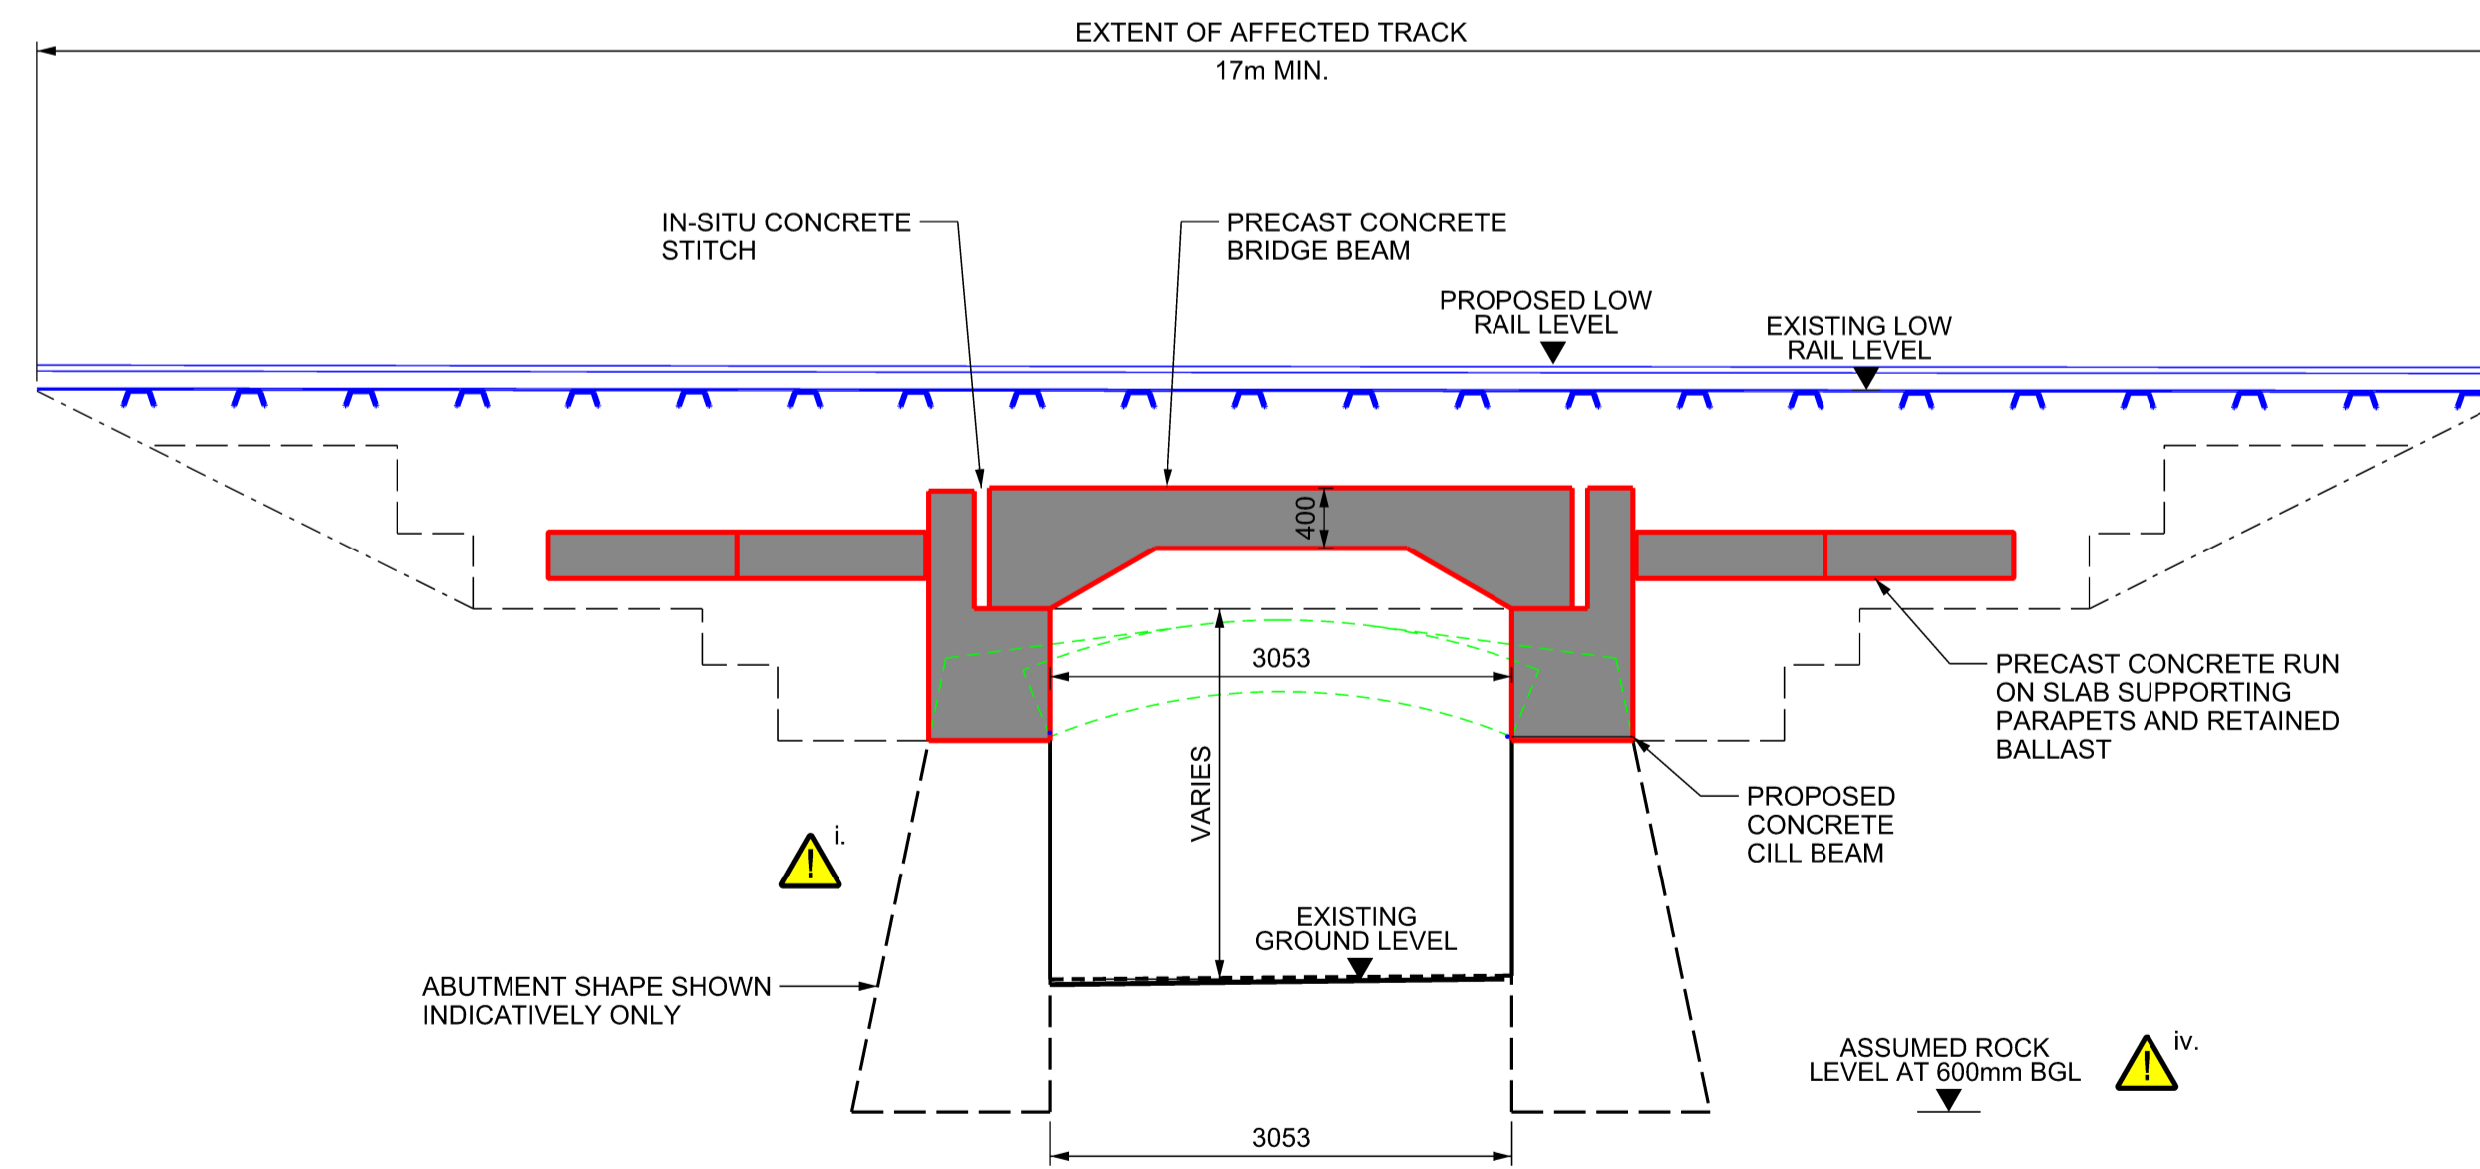 EXTENT OF AFFECTED TRACK
17m MIN.
IN-SITU CONCRETE
STITCH
PRECAST CONCRETE
BRIDGE BEAM
PROPOSED LOW
RAIL LEVEL
EXISTING LOW
RAIL LEVEL
400
3053
VARIES
PRECAST CONCRETE RUN
ON SLAB SUPPORTING
PARAPETS AND RETAINED
BALLAST
PROPOSED
CONCRETE
CILL BEAM
!
i.
EXISTING
GROUND LEVEL
ABUTMENT SHAPE SHOWN
INDICATIVELY ONLY
ASSUMED ROCK
LEVEL AT 600mm BGL
!
iv.
3053